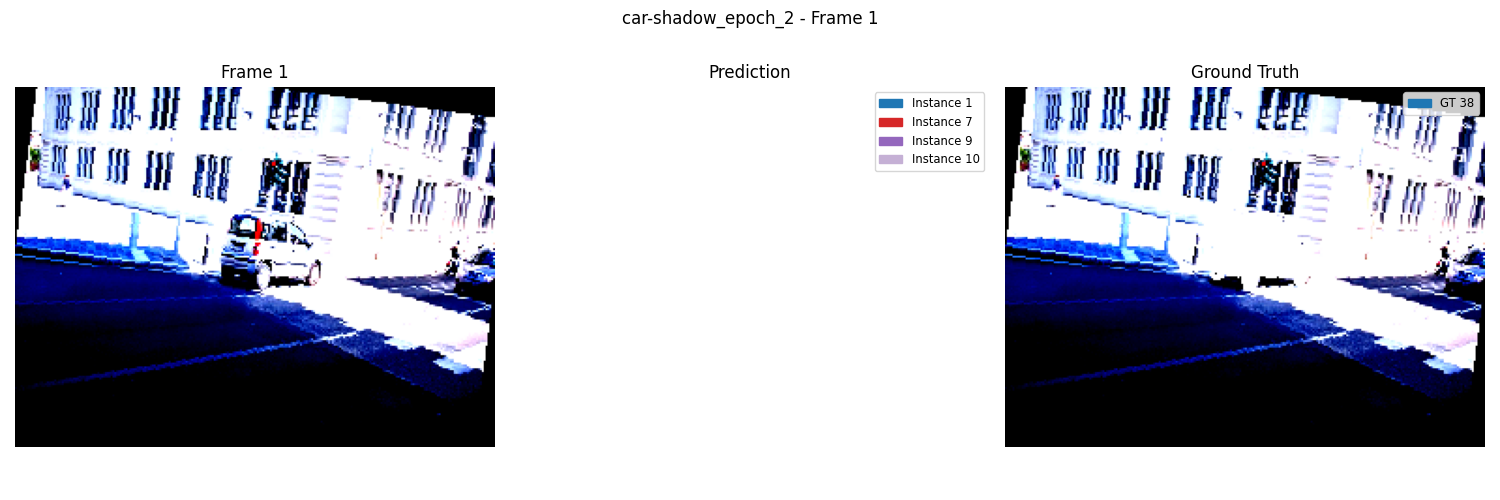 car-shadow_epoch_2 - Frame 1
Frame 1
Prediction
Ground Truth
Instance 1
Instance 7
Instance 9
Instance 10
GT 38